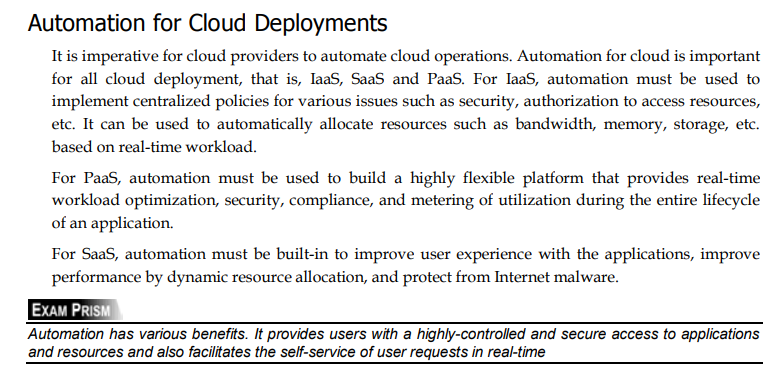 Automation for Cloud Deployments
It is imperative for cloud providers to automate cloud operations. Automation for cloud is important
for all cloud deployment, that is, IaaS, SaaS and PaaS. For IaaS, automation must be used to
implement centralized policies for various issues such as security, authorization to access resources,
etc. It can be used to automatically allocate resources such as bandwidth, memory, storage, etc.
based on real-time workload.
For PaaS, automation must be used to build a highly flexible platform that provides real-time
workload optimization, security, compliance, and metering of utilization during the entire lifecycle
of an application.
For SaaS, automation must be built-in to improve user experience with the applications, improve
performance by dynamic resource allocation, and protect from Internet malware.
EXAM PRISM
Automation has various benefits. It provides users with a highly-controlled and secure access to applications
and resources and also facilitates the self-service of user requests in real-time